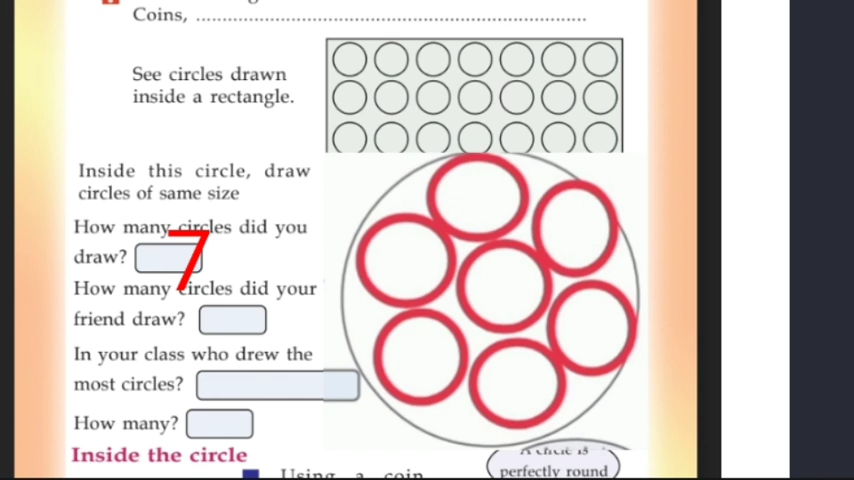 Coins, ................................................................................
See circles drawn
inside a rectangle.
Inside this circle, draw
circles of same size
How many circles did you
draw? 7
How many circles did your
friend draw?
In your class who drew the
most circles?
How many?
Inside the circle
Using a coin
A circle is
perfectly round